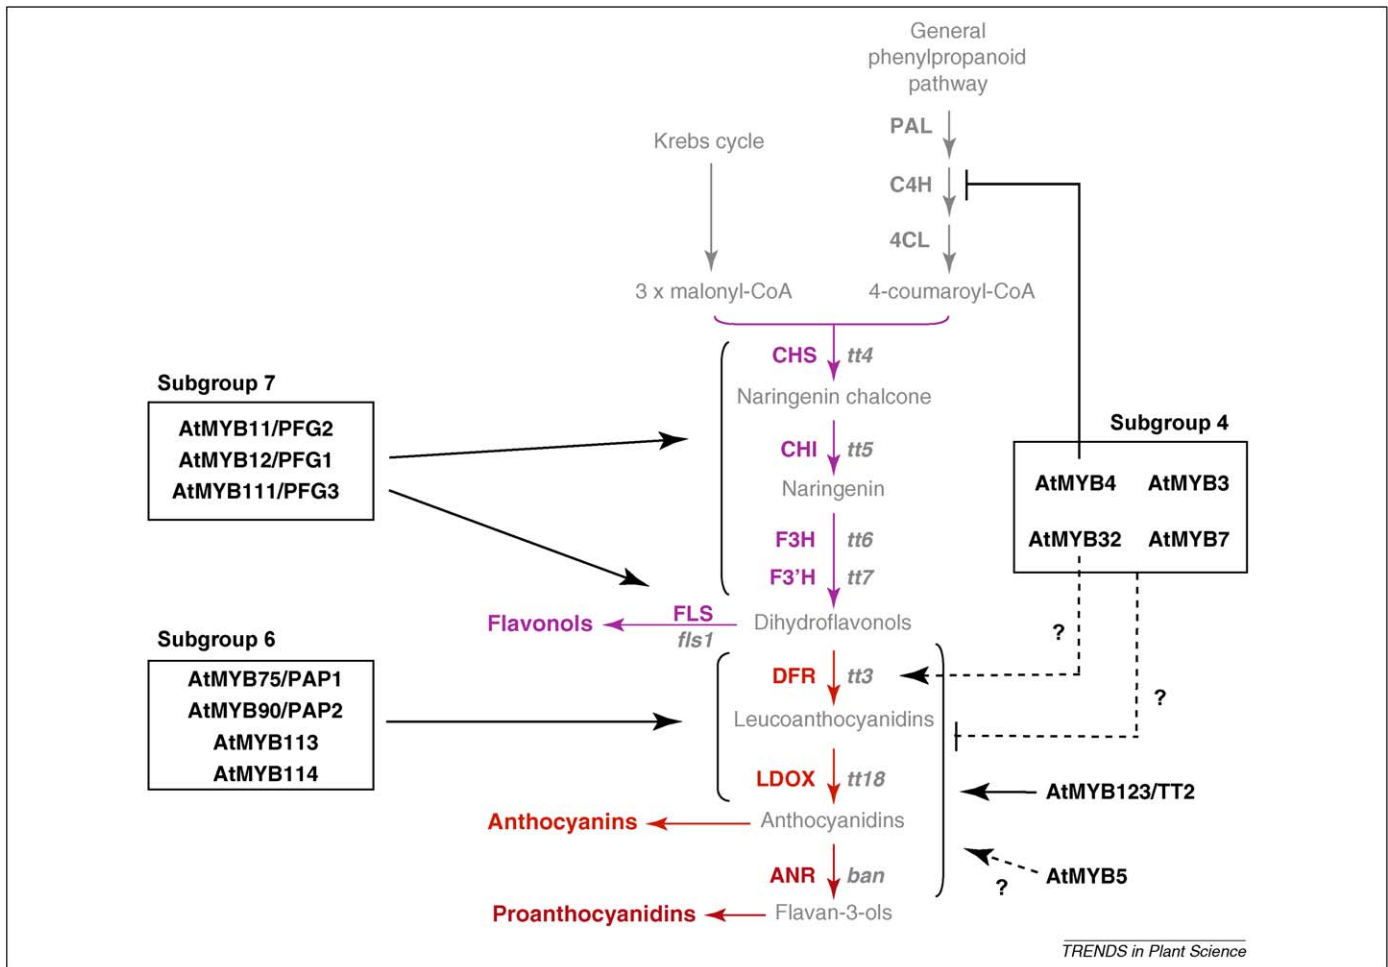 General
phenylpropanoid
pathway
PAL
Krebs cycle
C4H
4CL
3 x malonyl-CoA
4-coumaroyl-CoA
CHS tt4
Naringenin chalcone
Subgroup 7
AtMYB11/PFG2
AtMYB12/PFG1
AtMYB111/PFG3
CHI tt5
Naringenin
Subgroup 4
AtMYB4 AtMYB3
AtMYB32 AtMYB7
F3H tt6
F3’H tt7
Flavonols
FLS
fls1
Dihydroflavonols
?
Subgroup 6
AtMYB75/PAP1
AtMYB90/PAP2
AtMYB113
AtMYB114
DFR tt3
?
Leucoanthocyanidins
LDOX tt18
AtMYB123/TT2
Anthocyanins
Anthocyanidins
ANR ban
?
AtMYB5
Proanthocyanidins
Flavan-3-ols
TRENDS in Plant Science